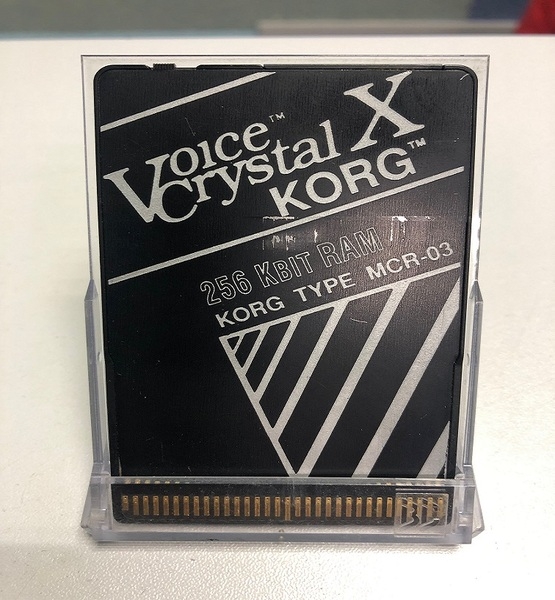 Voice™
Crystal X
KORG™
256 KBIT RAM
KORG TYPE MCR-03